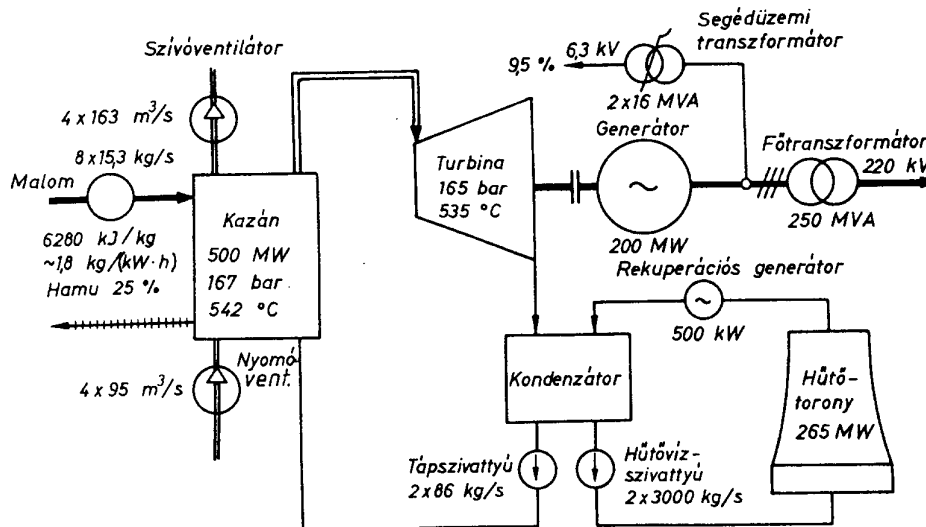 Szívóventilátor
4 x 163 m³/s
8 x 15,3 kg/s
Malom
6280 kJ/kg
~1,8 kg/(kW·h)
Hamu 25 %
Kazán
500 MW
167 bar
542 °C
Nyomó
vent.
4 x 95 m³/s
Turbina
165 bar
535 °C
Segédüzemi
transzformátor
6,3 kV
9,5 %
2 x 16 MVA
Generátor
~
200 MW
Főtranszformátor
220 kV
250 MVA
Rekuperációs generátor
~
500 kW
Kondenzátor
Hűtő-
torony
265 MW
Tápszivattyú
2 x 86 kg/s
Hűtővíz-
szivattyú
2 x 3000 kg/s